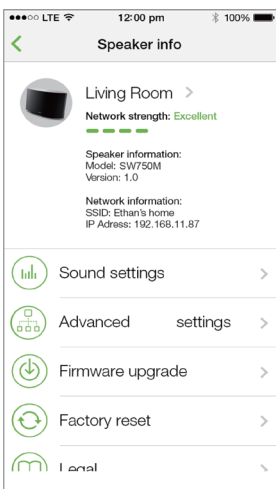 LTE 12:00 pm 100%
Speaker info
Living Room
Network strength: Excellent
Speaker information:
Model: SW750M
Version: 1.0
Network information:
SSID: Ethan's home
IP Adress: 192.168.11.87
Sound settings
Advanced settings
Firmware upgrade
Factory reset
Legal